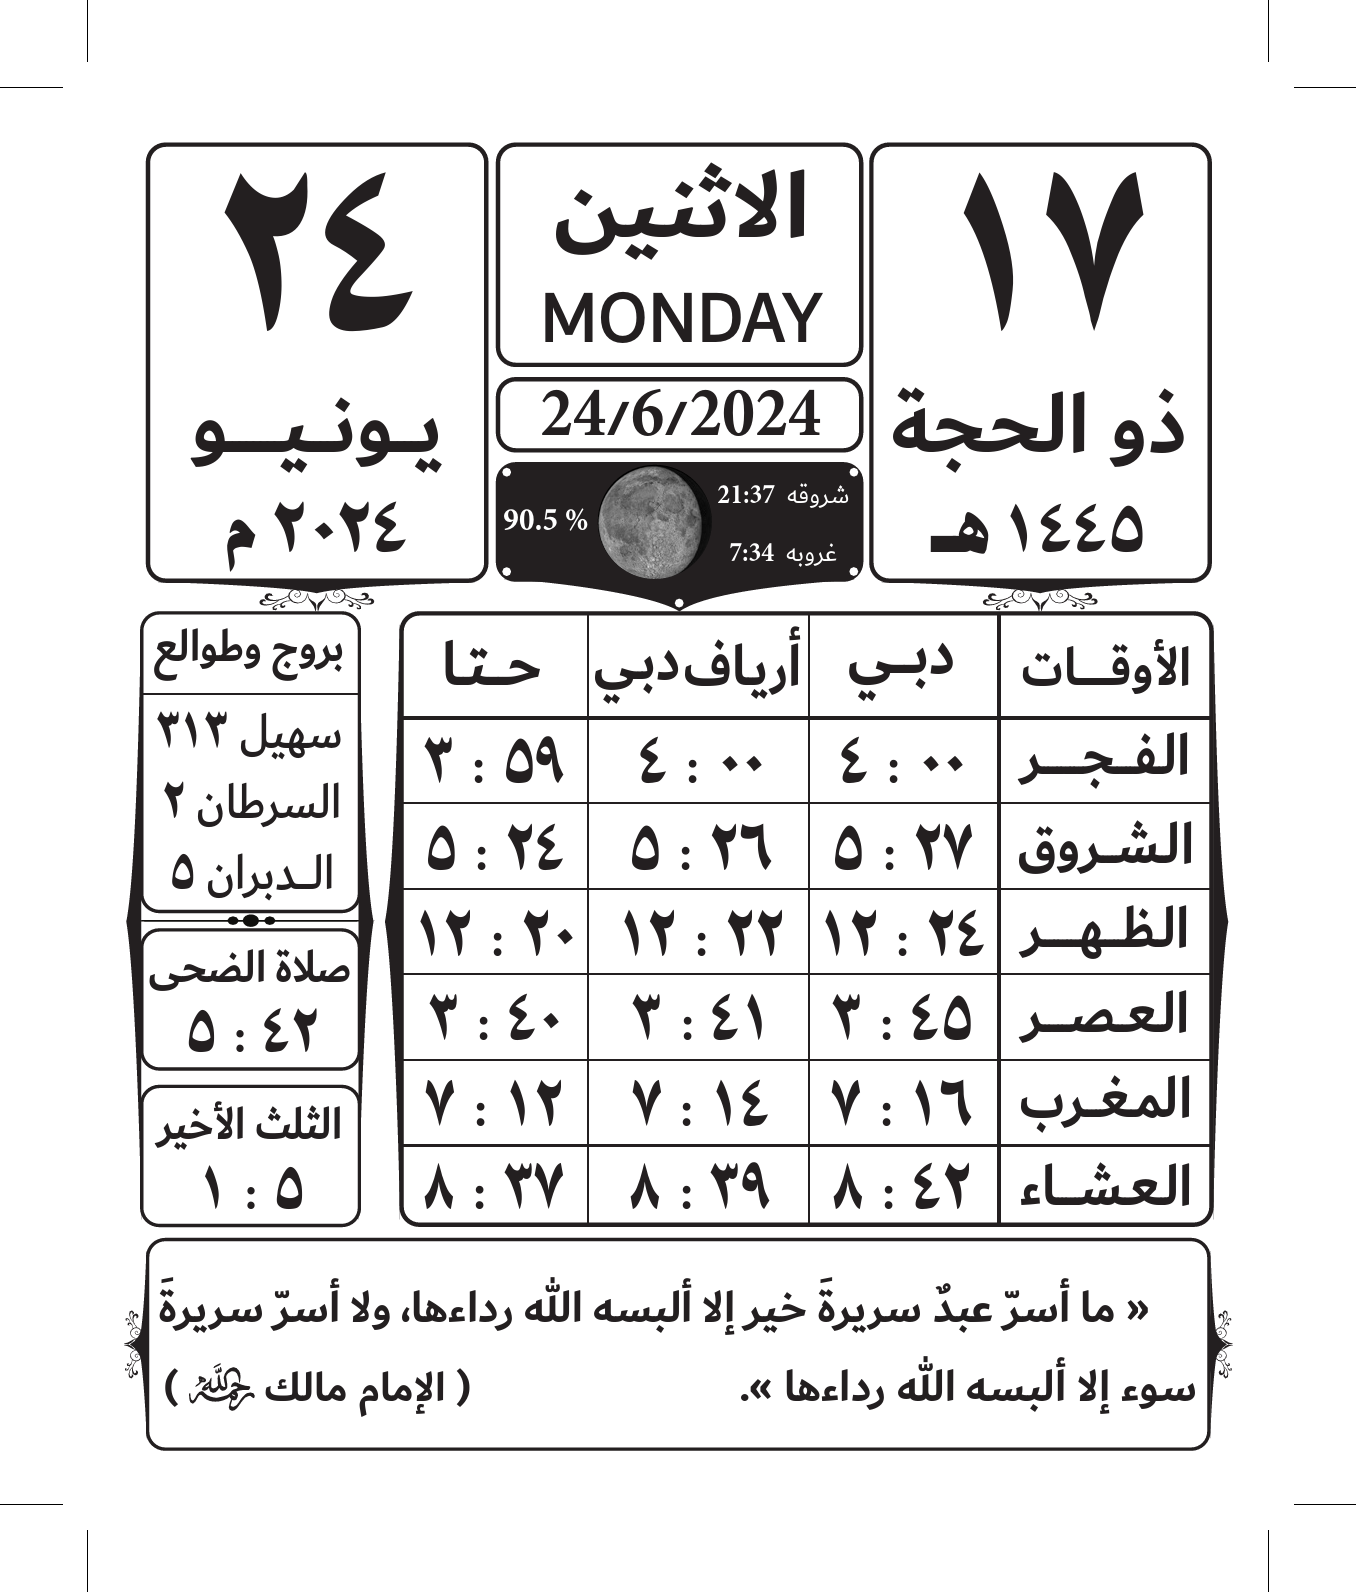 ١٧
ذو الحجة
١٤٤٥ هـ
الاثنين
MONDAY
24/6/2024
شروقه 21:37
غروبه 7:34
90.5 %
٢٤
يـونـيــو
٢٠٢٤ م
الأوقــات دبـي أرياف دبي حـتـا
الفـجــر ٤ : ٠٠ ٤ : ٠٠ ٣ : ٥٩
الشـروق ٥ : ٢٧ ٥ : ٢٦ ٥ : ٢٤
الظـهــر ١٢ : ٢٤ ١٢ : ٢٢ ١٢ : ٢٠
العـصــر ٣ : ٤٥ ٣ : ٤١ ٣ : ٤٠
المغـرب ٧ : ١٦ ٧ : ١٤ ٧ : ١٢
العـشــاء ٨ : ٤٢ ٨ : ٣٩ ٨ : ٣٧
بروج وطوالع
سهيل ٣١٣
السرطان ٢
الـدبران ٥
صلاة الضحى
٥ : ٤٢
الثلث الأخير
١ : ٥
« ما أسرّ عبدٌ سريرةَ خير إلا ألبسه الله رداءها، ولا أسرّ سريرةَ
سوء إلا ألبسه الله رداءها ». ( الإمام مالك رحمه الله )